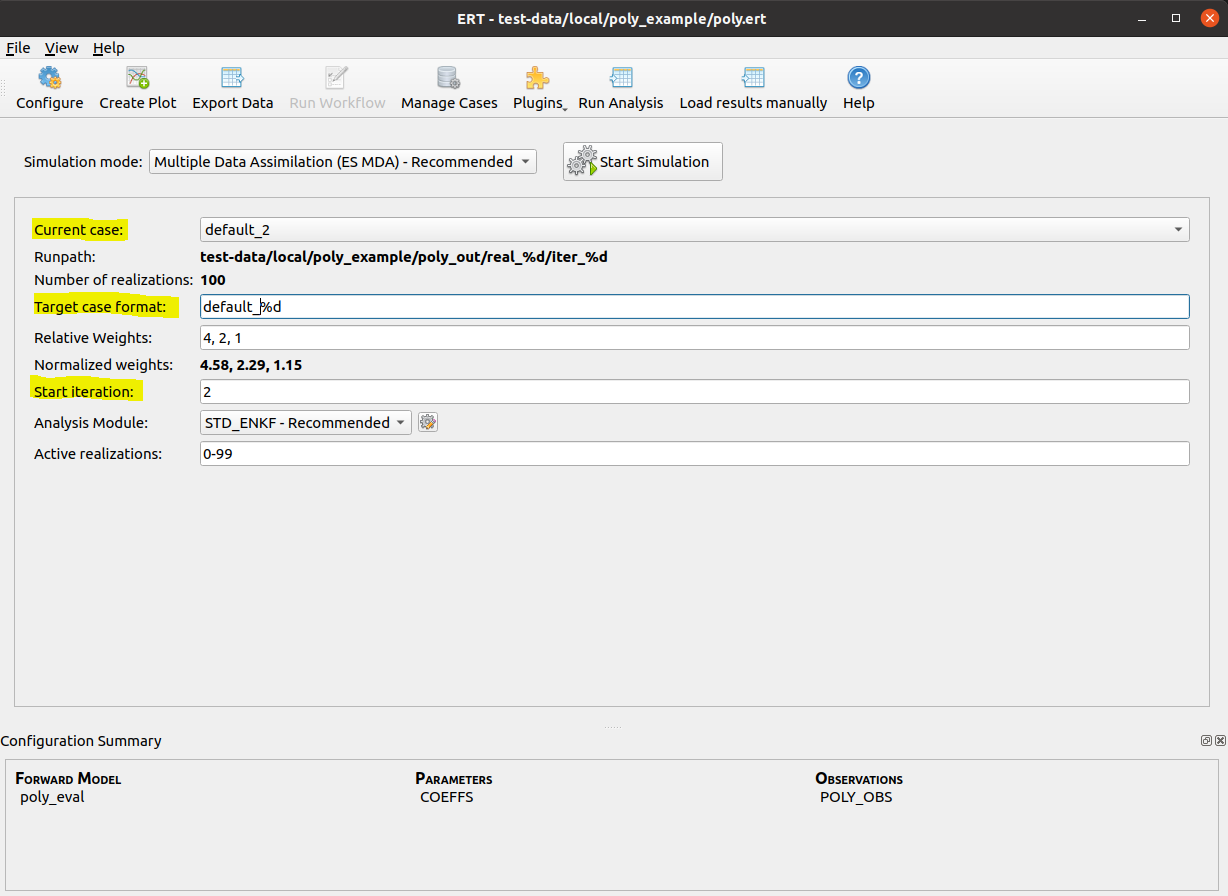 ERT - test-data/local/poly_example/poly.ert
File View Help
Configure Create Plot Export Data Run Workflow Manage Cases Plugins Run Analysis Load results manually Help
Simulation mode: Multiple Data Assimilation (ES MDA) - Recommended Start Simulation
Current case: default_2
Runpath: test-data/local/poly_example/poly_out/real_%d/iter_%d
Number of realizations: 100
Target case format: default_%d
Relative Weights: 4, 2, 1
Normalized weights: 4.58, 2.29, 1.15
Start iteration: 2
Analysis Module: STD_ENKF - Recommended
Active realizations: 0-99
Configuration Summary
Forward Model Parameters Observations
poly_eval COEFFS POLY_OBS